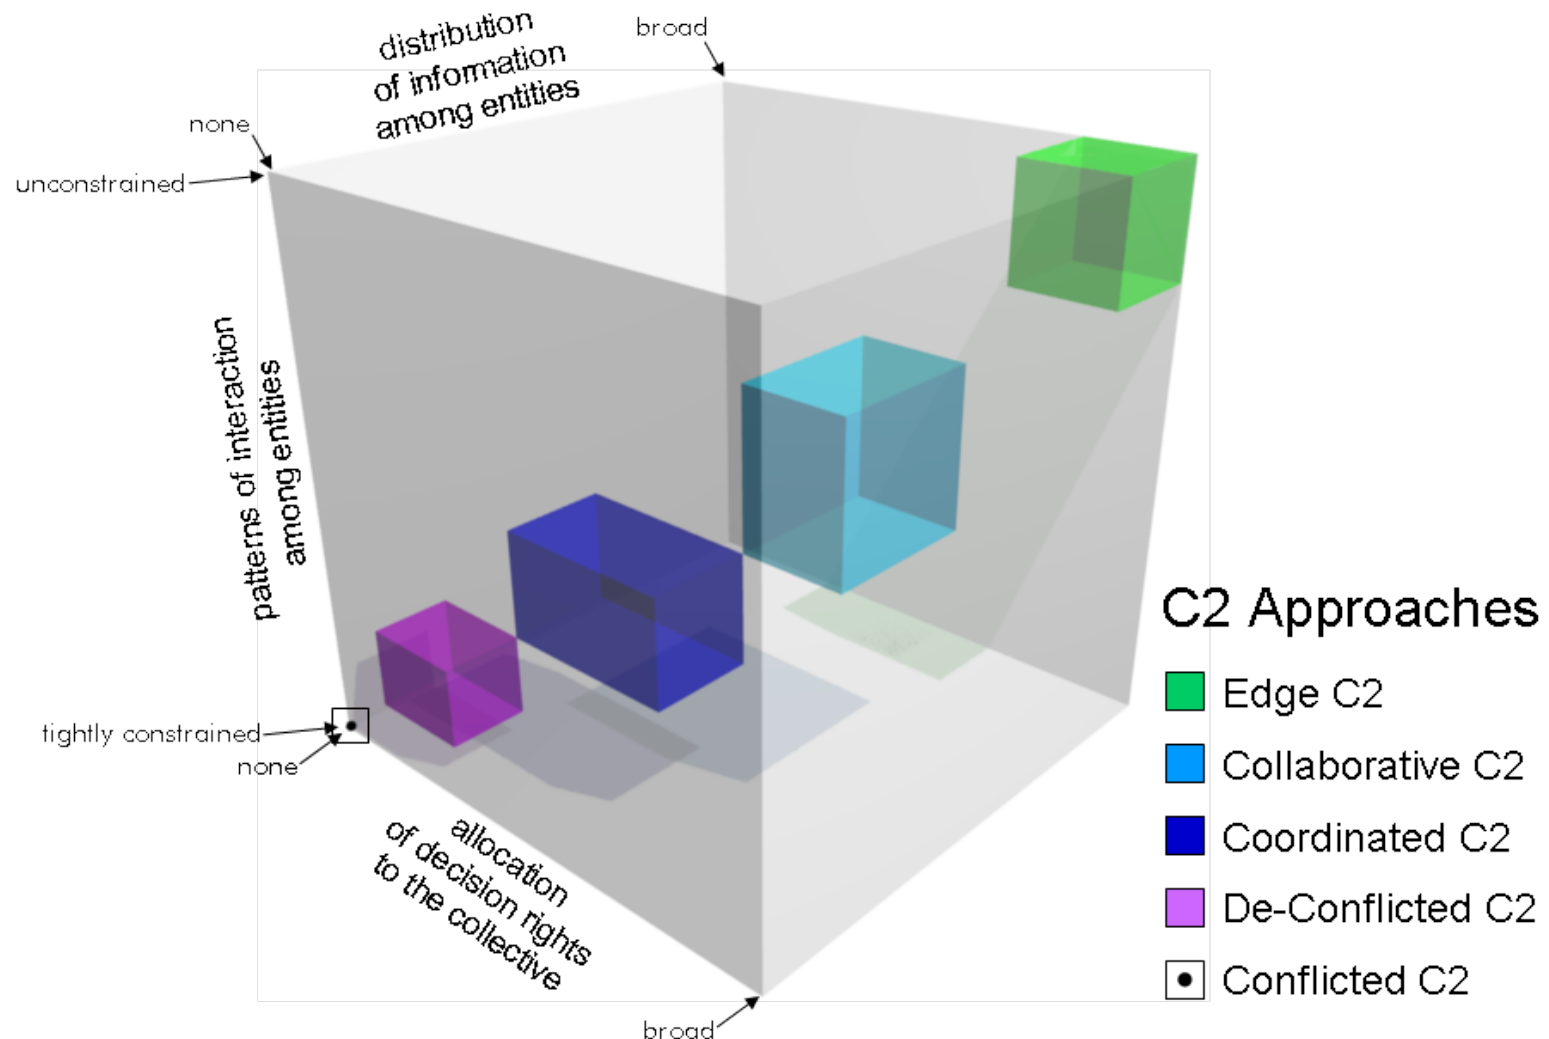 distribution
of information
among entities
broad
none
unconstrained
patterns of interaction
among entities
tightly constrained
none
allocation
of decision rights
to the collective
broad
C2 Approaches
Edge C2
Collaborative C2
Coordinated C2
De-Conflicted C2
Conflicted C2